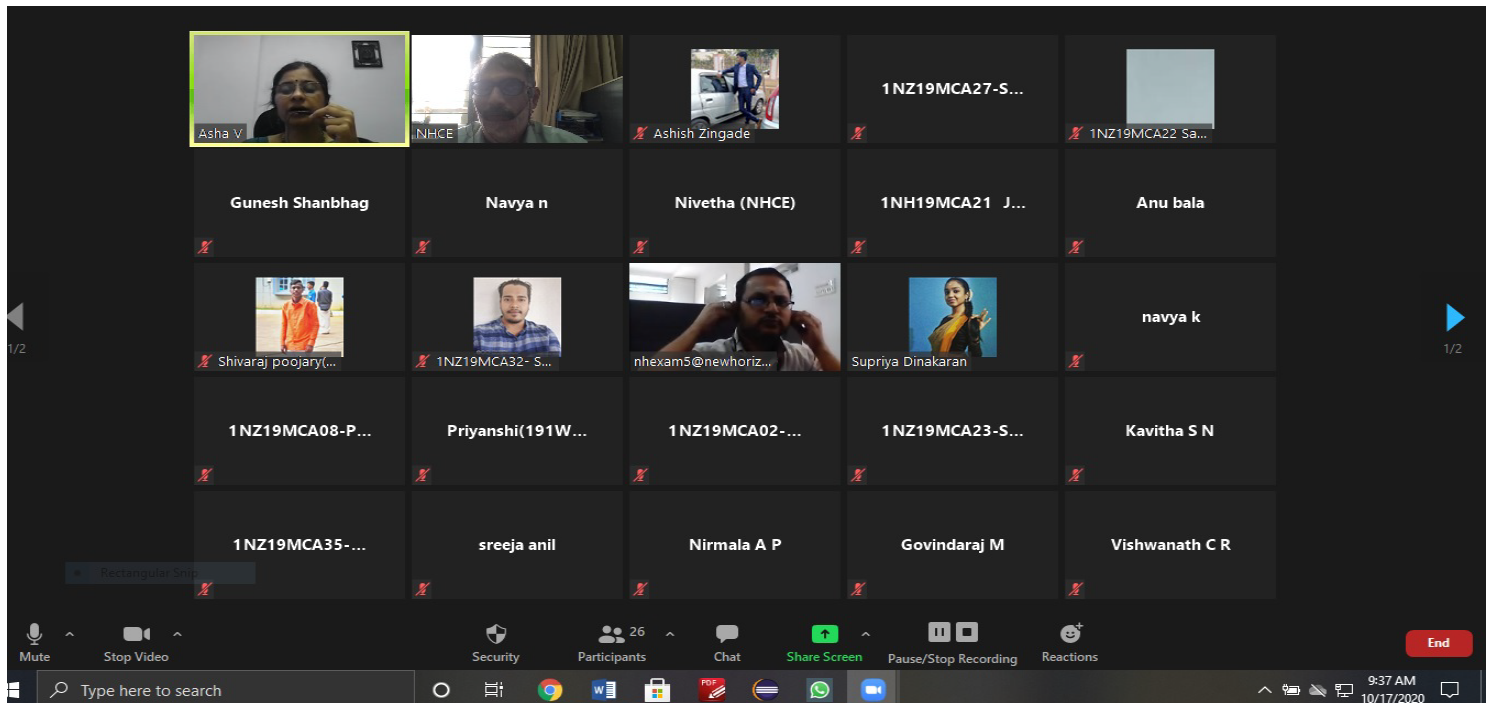 Asha V
NHCE
Ashish Zingade
1NZ19MCA27-S...
1NZ19MCA22 Sa...
Gunesh Shanbhag
Navya n
Nivetha (NHCE)
1NH19MCA21 J...
Anu bala
Shivaraj poojary(...
1NZ19MCA32- S...
nhexam5@newhoriz...
Supriya Dinakaran
navya k
1/2
1/2
1NZ19MCA08-P...
Priyanshi(191W...
1NZ19MCA02-...
1NZ19MCA23-S...
Kavitha S N
1NZ19MCA35-...
sreeja anil
Nirmala A P
Govindaraj M
Vishwanath C R
Rectangular Snip
Mute
Stop Video
Security
26
Participants
Chat
Share Screen
Pause/Stop Recording
Reactions
End
Type here to search
PDF
9:37 AM
10/17/2020